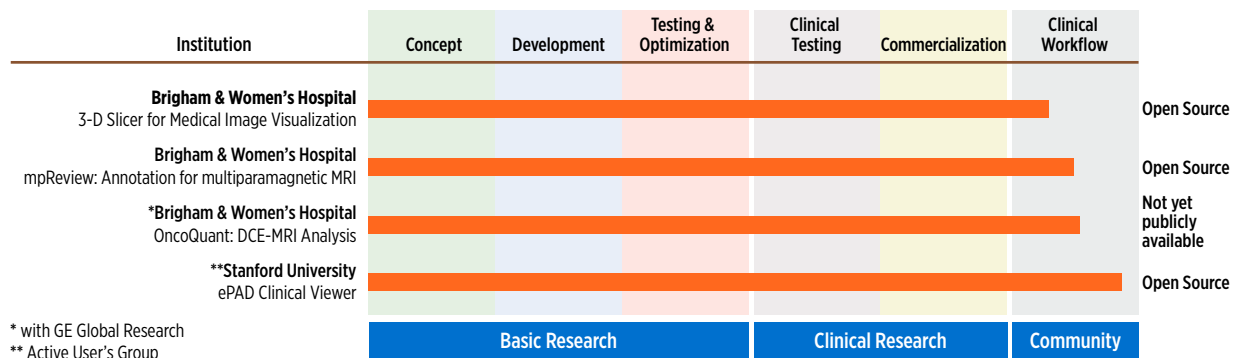 Institution
Concept
Development
Testing &
Optimization
Clinical
Testing
Commercialization
Clinical
Workflow
Brigham & Women's Hospital
3-D Slicer for Medical Image Visualization
Open Source
Brigham & Women's Hospital
mpReview: Annotation for multiparamagnetic MRI
Open Source
*Brigham & Women's Hospital
OncoQuant: DCE-MRI Analysis
Not yet
publicly
available
**Stanford University
ePAD Clinical Viewer
Open Source
* with GE Global Research
** Active User's Group
Basic Research
Clinical Research
Community